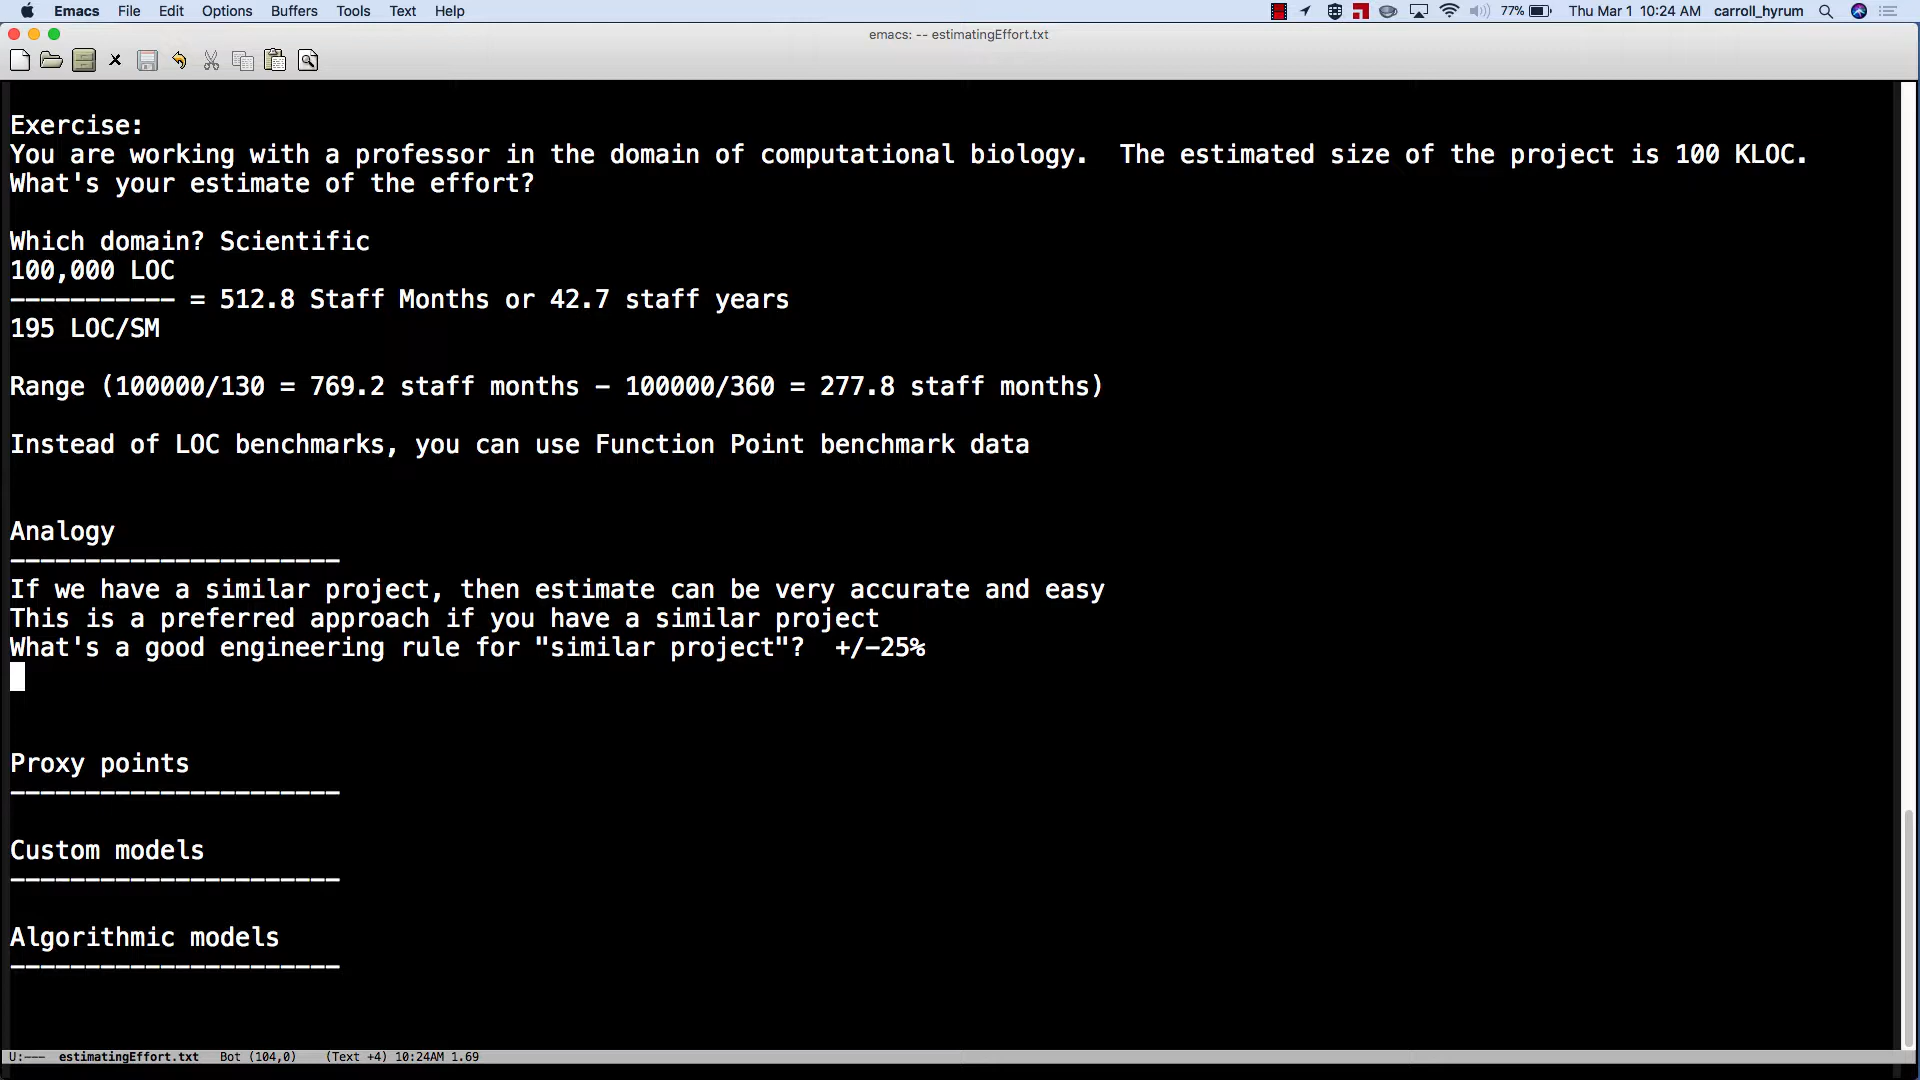 Emacs File Edit Options Buffers Tools Text Help 77% Thu Mar 1 10:24 AM carroll_hyrum
emacs: -- estimatingEffort.txt
Exercise:
You are working with a professor in the domain of computational biology.  The estimated size of the project is 100 KLOC.
What's your estimate of the effort?
Which domain? Scientific
100,000 LOC
----------- = 512.8 Staff Months or 42.7 staff years
195 LOC/SM
Range (100000/130 = 769.2 staff months - 100000/360 = 277.8 staff months)
Instead of LOC benchmarks, you can use Function Point benchmark data
Analogy
----------------------
If we have a similar project, then estimate can be very accurate and easy
This is a preferred approach if you have a similar project
What's a good engineering rule for "similar project"?  +/-25%
Proxy points
----------------------
Custom models
----------------------
Algorithmic models
----------------------
U:--- estimatingEffort.txt Bot (104,0) (Text +4) 10:24AM 1.69